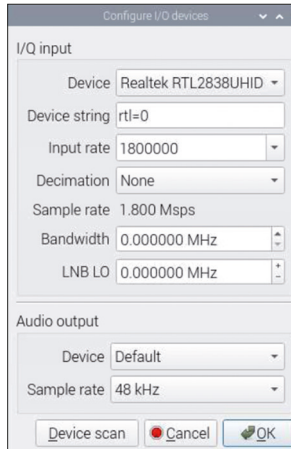 Configure I/O devices
I/Q input
Device Realtek RTL2838UHID
Device string rtl=0
Input rate 1800000
Decimation None
Sample rate 1.800 Msps
Bandwidth 0.000000 MHz
LNB LO 0.000000 MHz
Audio output
Device Default
Sample rate 48 kHz
Device scan Cancel OK